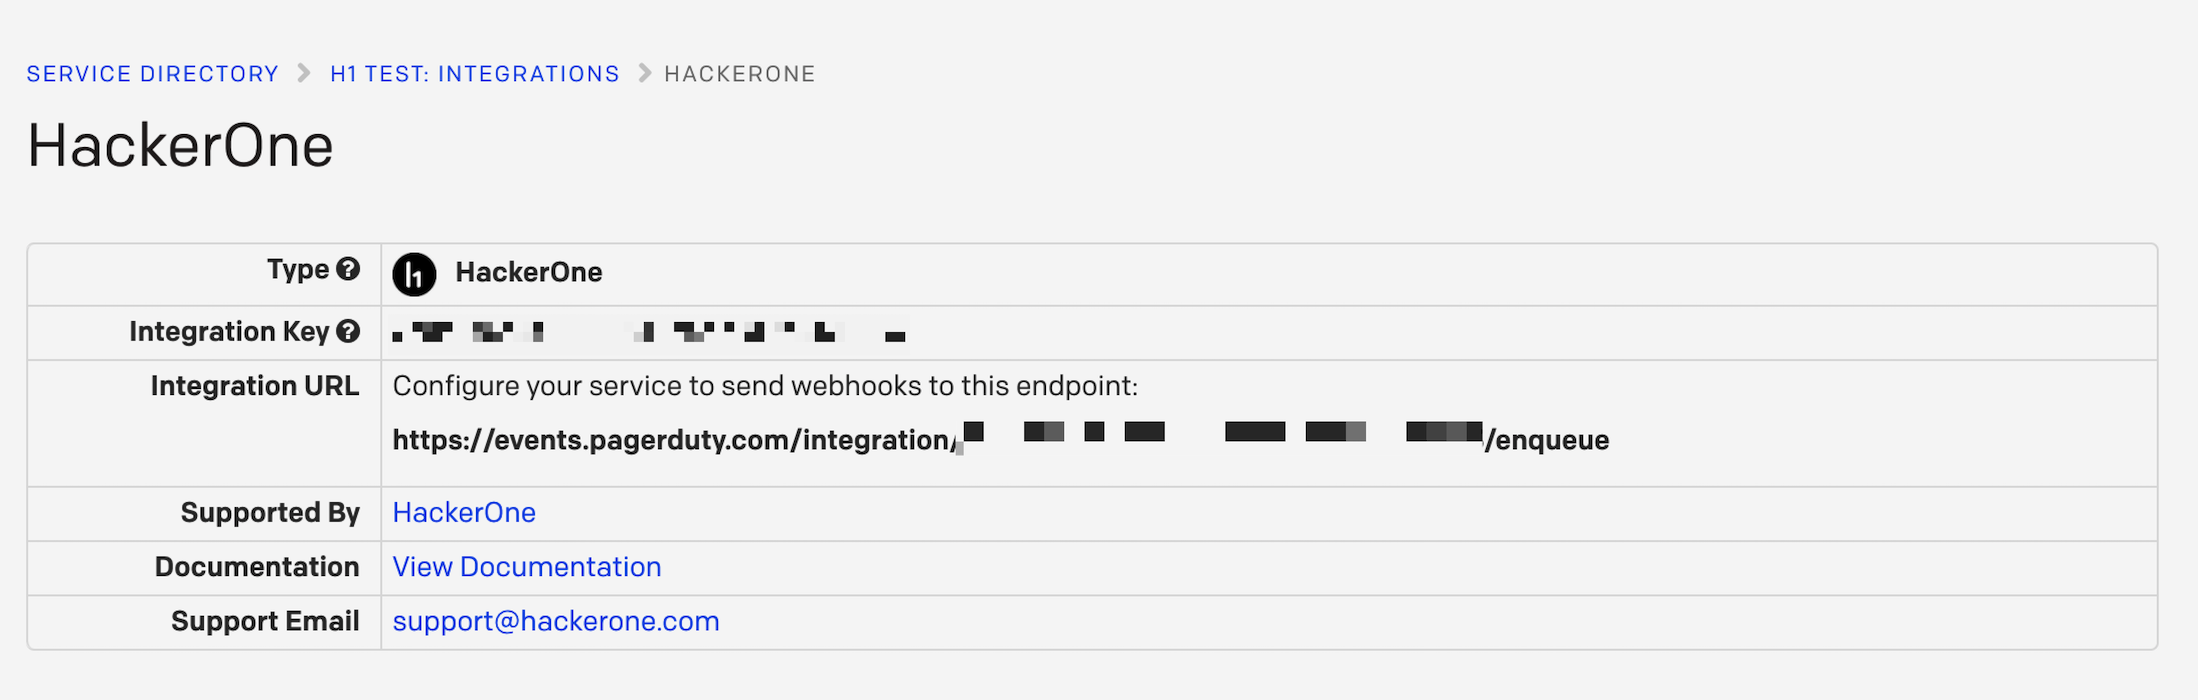 SERVICE DIRECTORY > H1 TEST: INTEGRATIONS > HACKERONE
HackerOne
Type ? h1 HackerOne
Integration Key ?
Integration URL Configure your service to send webhooks to this endpoint:
https://events.pagerduty.com/integration/ /enqueue
Supported By HackerOne
Documentation View Documentation
Support Email support@hackerone.com